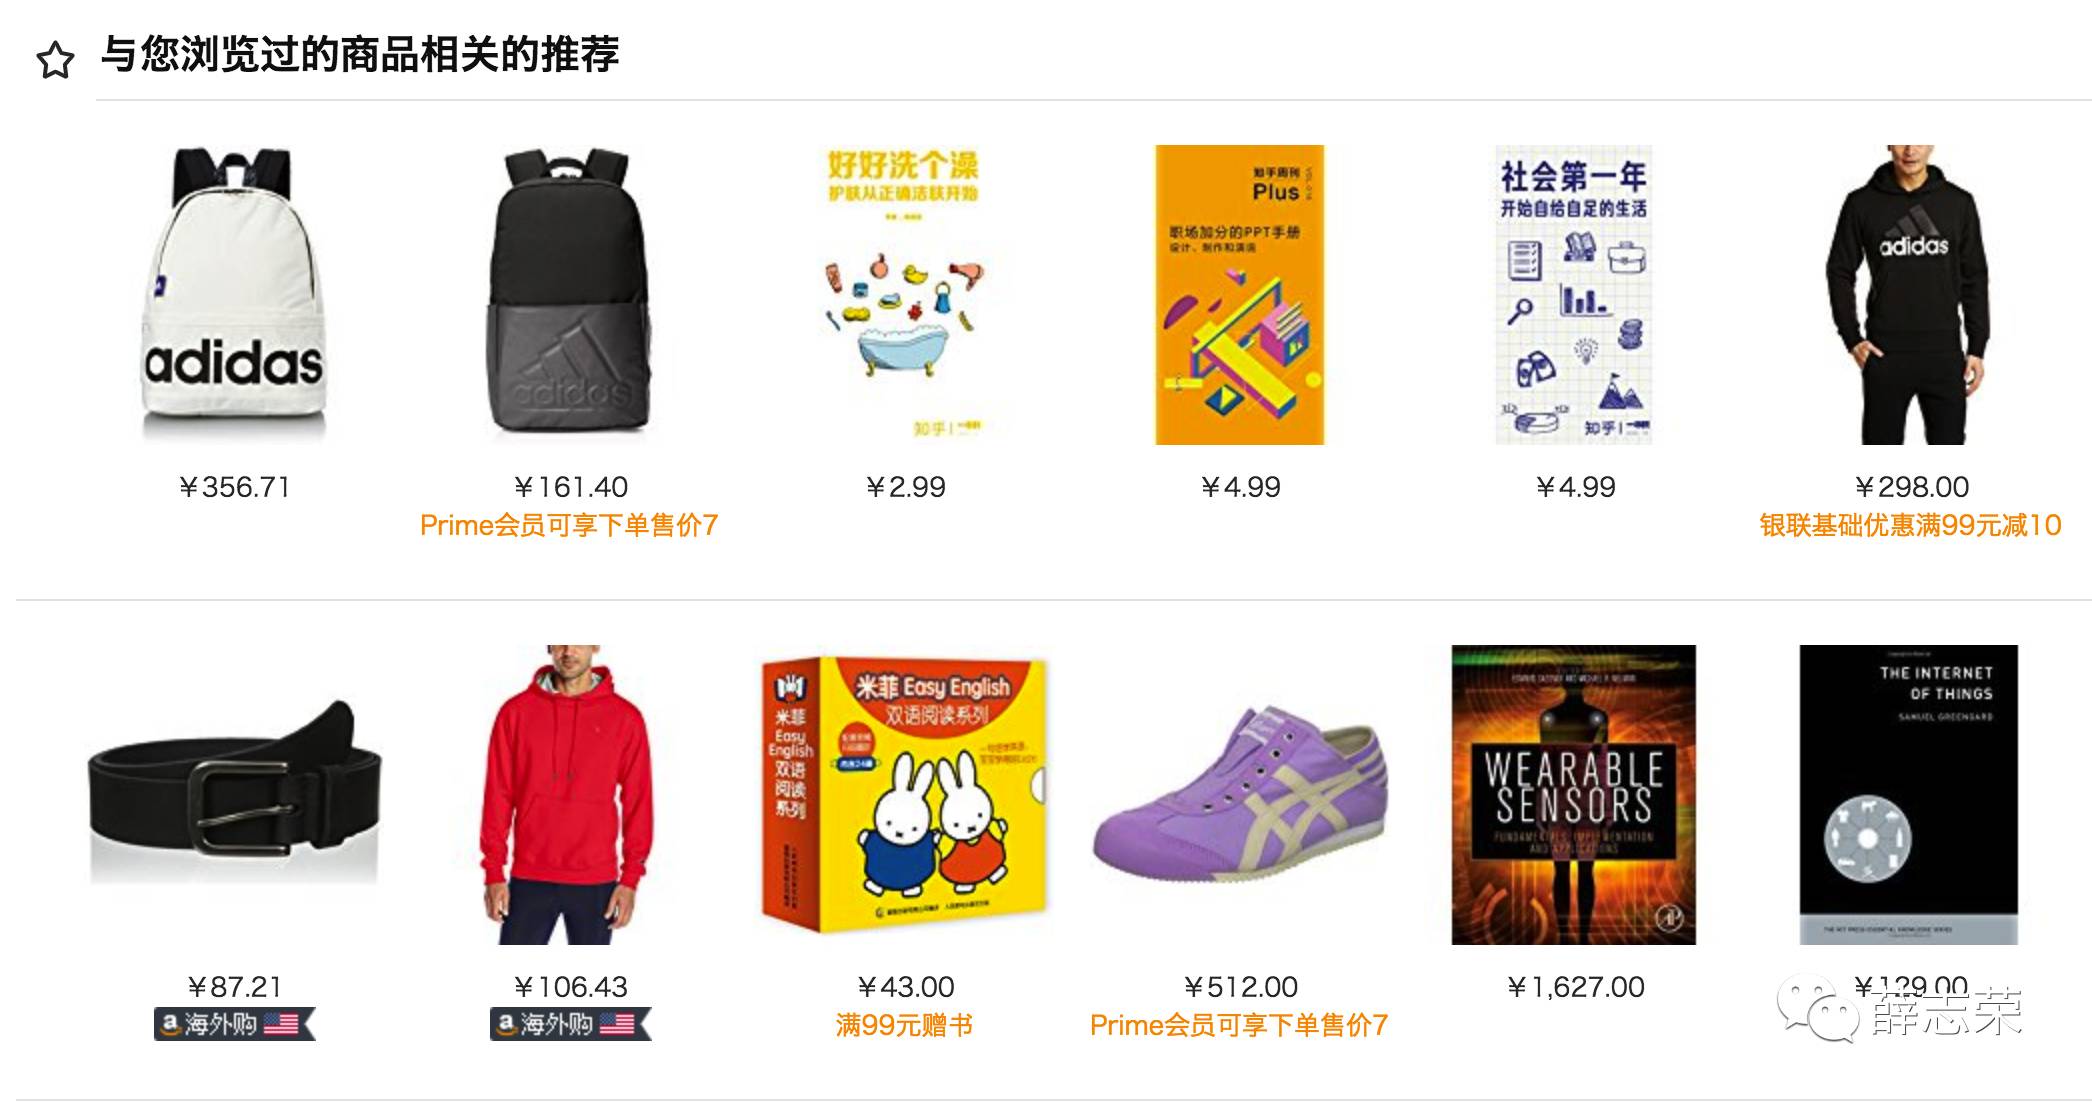 与您浏览过的商品相关的推荐
adidas
adidas
好好洗个澡
护肤从正确洁肤开始
知乎
知乎周刊
Plus
职场加分的PPT手册
设计、制作和演说
社会第一年
开始自给自足的生活
知乎
adidas
¥356.71
¥161.40
Prime会员可享下单售价7
¥2.99
¥4.99
¥4.99
¥298.00
银联基础优惠满99元减10
米菲 Easy English
双语阅读系列
米菲
Easy
English
双语
阅读
系列
WEARABLE
SENSORS
FUNDAMENTALS, IMPLEMENTATION
AND APPLICATIONS
THE INTERNET
OF THINGS
SAMUEL GREENGARD
THE MIT PRESS ESSENTIAL KNOWLEDGE SERIES
¥87.21
a海外购
¥106.43
a海外购
¥43.00
满99元赠书
¥512.00
Prime会员可享下单售价7
¥1,627.00
¥129.00
薛志荣